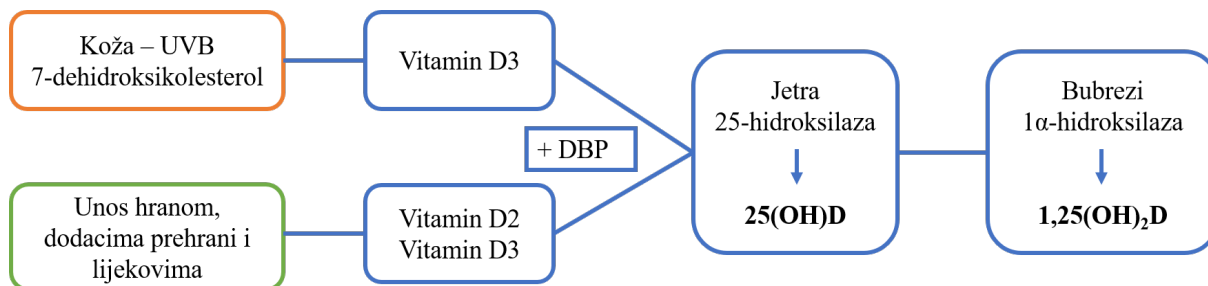 Koža – UVB
7-dehidroksikolesterol
Vitamin D3
+ DBP
Unos hranom,
dodacima prehrani i
lijekovima
Vitamin D2
Vitamin D3
Jetra
25-hidroksilaza
25(OH)D
Bubrezi
1α-hidroksilaza
1,25(OH)₂D